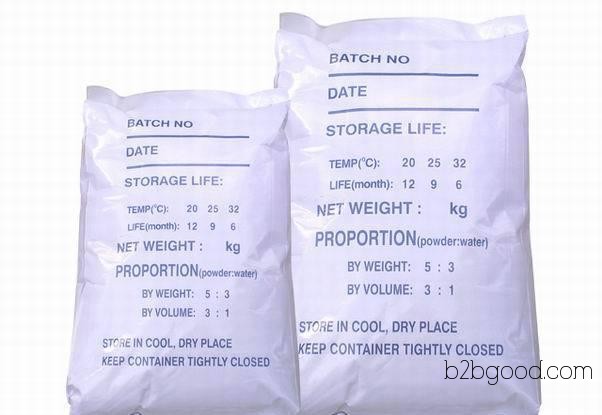 BATCH NO
DATE
STORAGE LIFE:
TEMP(°C): 20 25 32
LIFE(month): 12 9 6
NET WEIGHT : kg
PROPORTION(powder:water)
BY WEIGHT: 5 : 3
BY VOLUME: 3 : 1
STORE IN COOL, DRY PLACE
KEEP CONTAINER TIGHTLY CLOSED
BATCH NO
DATE
STORAGE LIFE:
TEMP(°C): 20 25 32
LIFE(month): 12 9 6
NET WEIGHT: kg
PROPORTION(powder:water)
BY WEIGHT: 5 : 3
BY VOLUME: 3 : 1
STORE IN COOL, DRY PLACE
KEEP CONTAINER TIGHTLY CLOSED
b2bgood.com